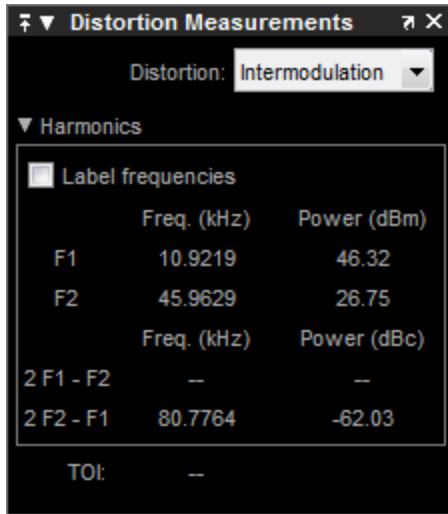 Distortion Measurements
Distortion: Intermodulation
Harmonics
Label frequencies
Freq. (kHz) Power (dBm)
F1 10.9219 46.32
F2 45.9629 26.75
Freq. (kHz) Power (dBc)
2 F1 - F2 -- --
2 F2 - F1 80.7764 -62.03
TOI: --